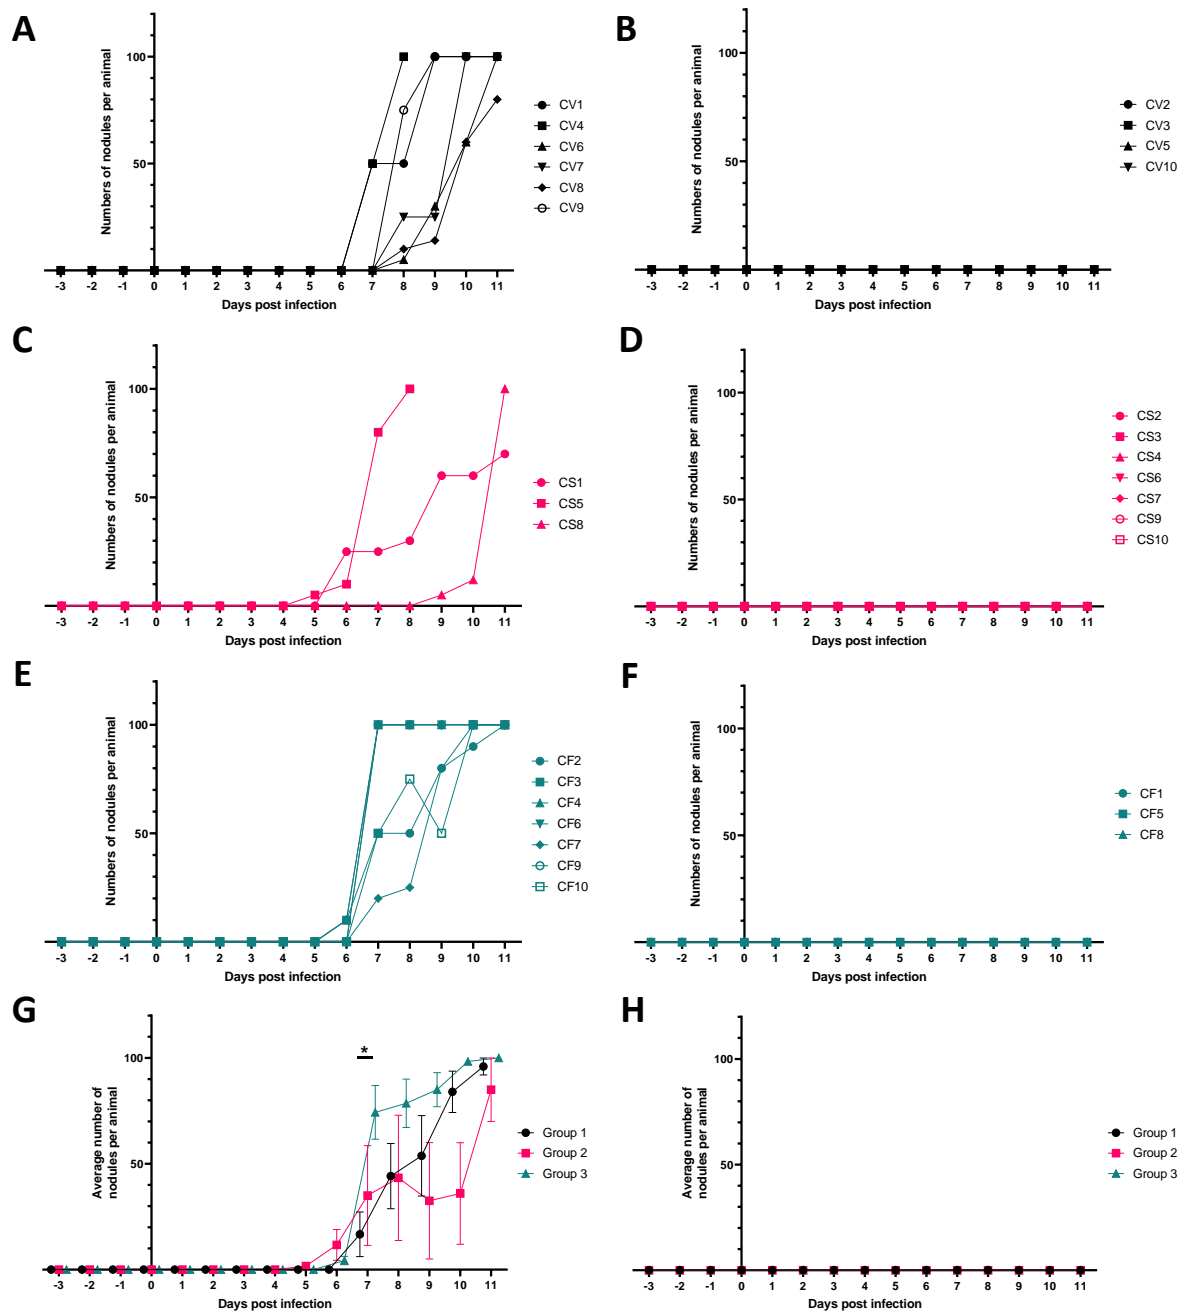 A
Numbers of nodules per animal
100
50
-3 -2 -1 0 1 2 3 4 5 6 7 8 9 10 11
Days post infection
CV1
CV4
CV6
CV7
CV8
CV9
B
Numbers of nodules per animal
100
50
-3 -2 -1 0 1 2 3 4 5 6 7 8 9 10 11
Days post infection
CV2
CV3
CV5
CV10
C
Numbers of nodules per animal
100
50
-3 -2 -1 0 1 2 3 4 5 6 7 8 9 10 11
Days post infection
CS1
CS5
CS8
D
Numbers of nodules per animal
100
50
-3 -2 -1 0 1 2 3 4 5 6 7 8 9 10 11
Days post infection
CS2
CS3
CS4
CS6
CS7
CS9
CS10
E
Numbers of nodules per animal
100
50
-3 -2 -1 0 1 2 3 4 5 6 7 8 9 10 11
Days post infection
CF2
CF3
CF4
CF6
CF7
CF9
CF10
F
Numbers of nodules per animal
100
50
-3 -2 -1 0 1 2 3 4 5 6 7 8 9 10 11
Days post infection
CF1
CF5
CF8
G
Average number of
nodules per animal
100
50
*
-3 -2 -1 0 1 2 3 4 5 6 7 8 9 10 11
Days post infection
Group 1
Group 2
Group 3
H
Average number of
nodules per animal
100
50
-3 -2 -1 0 1 2 3 4 5 6 7 8 9 10 11
Days post infection
Group 1
Group 2
Group 3